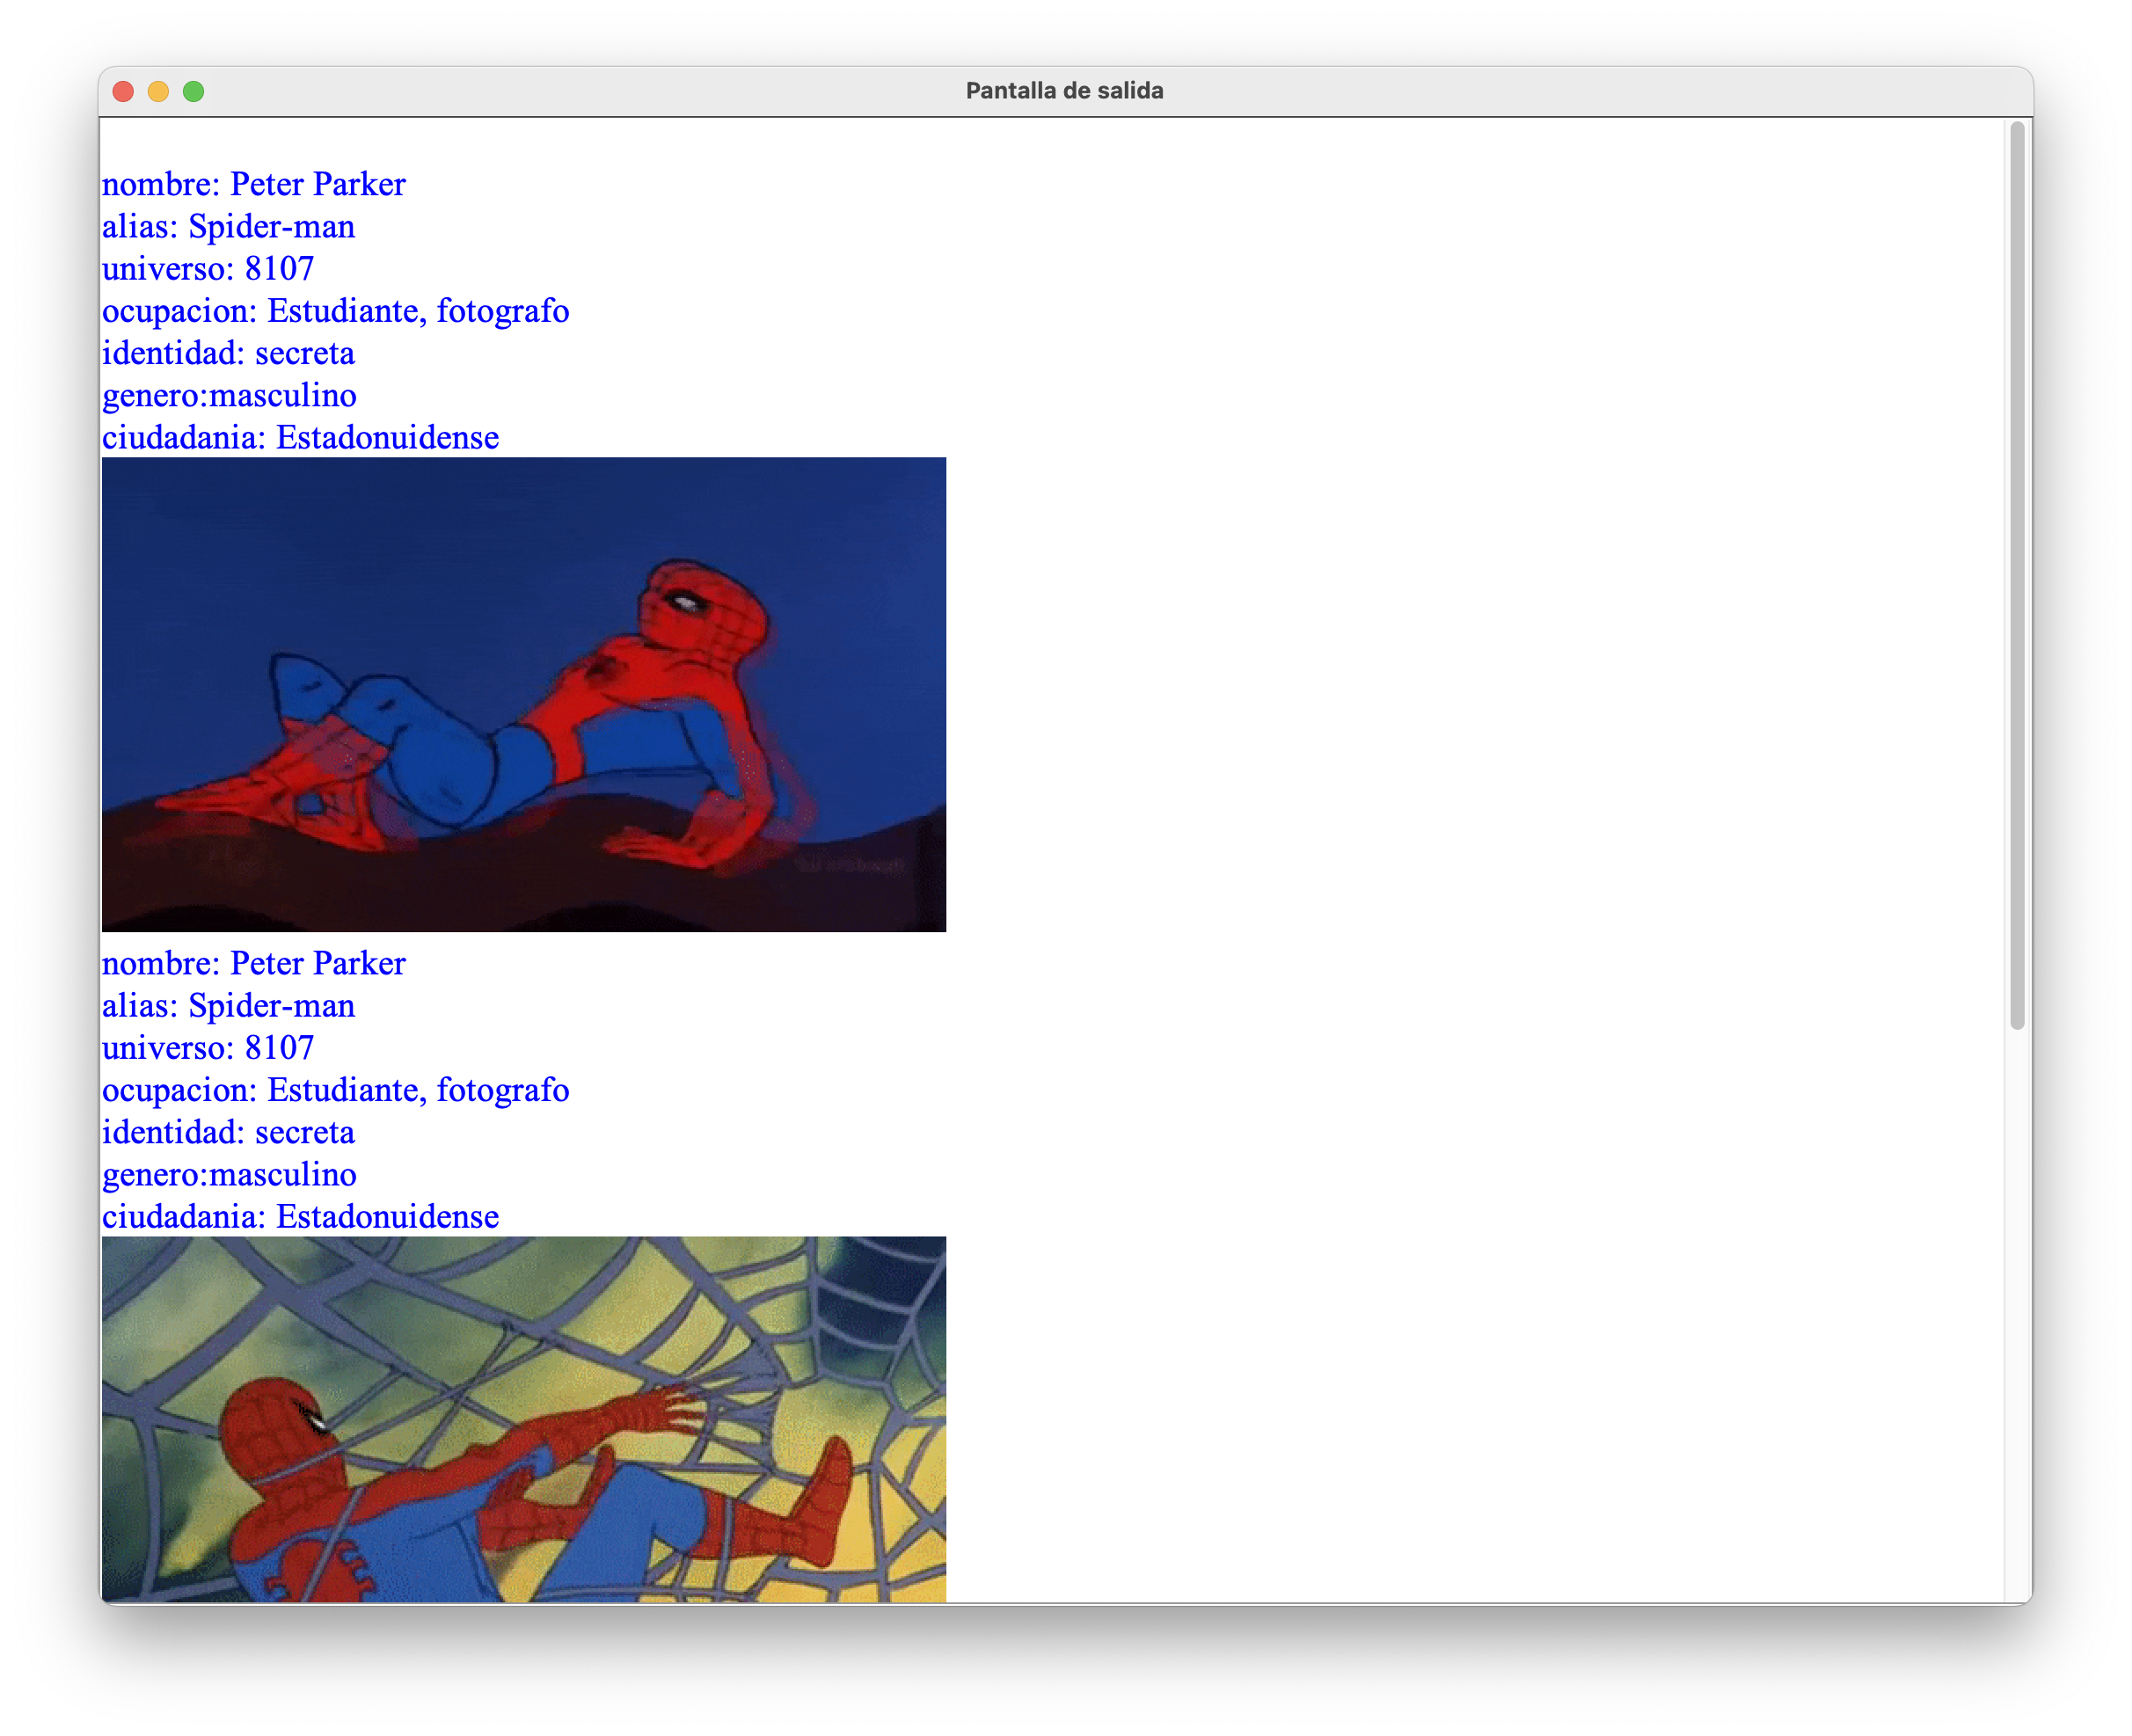 Pantalla de salida
nombre: Peter Parker
alias: Spider-man
universo: 8107
ocupacion: Estudiante, fotografo
identidad: secreta
genero:masculino
ciudadania: Estadonuidense
nombre: Peter Parker
alias: Spider-man
universo: 8107
ocupacion: Estudiante, fotografo
identidad: secreta
genero:masculino
ciudadania: Estadonuidense